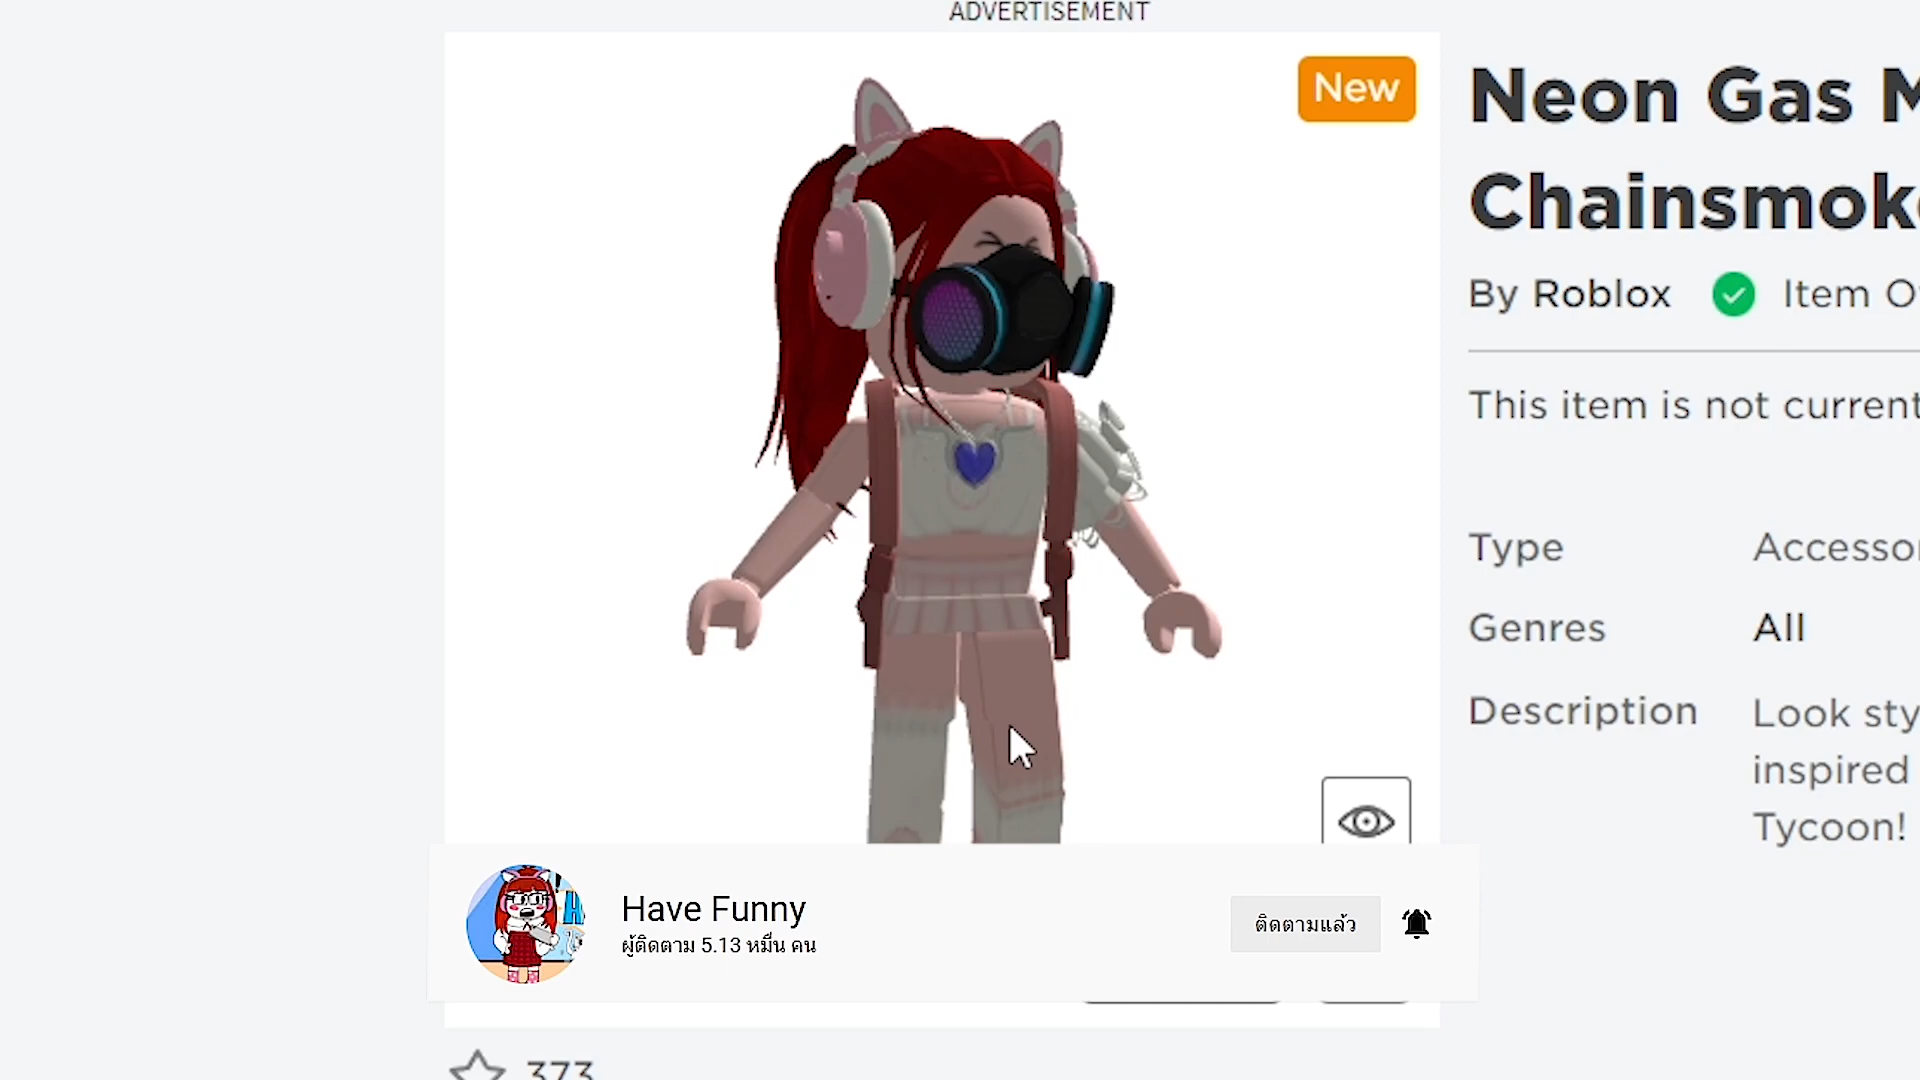 ADVERTISEMENT
New
Neon Gas M
Chainsmok
By Roblox
Item O
This item is not current
Type
Accessor
Genres
All
Description
Look sty
inspired
Tycoon!
Have Funny
ผู้ติดตาม 5.13 หมื่น คน
ติดตามแล้ว
373